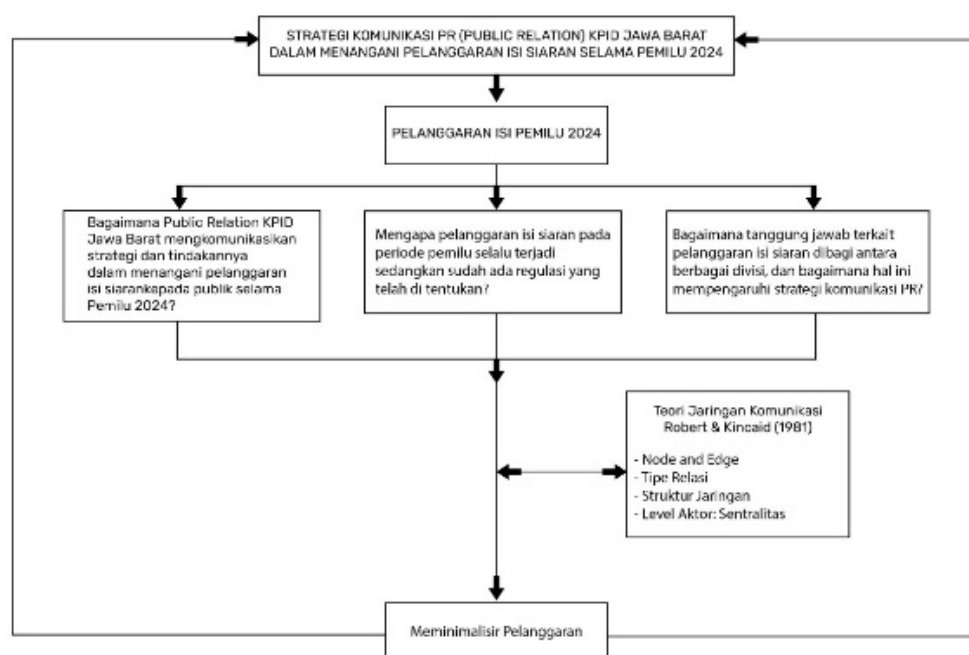 STRATEGI KOMUNIKASI PR (PUBLIC RELATION) KPID JAWA BARAT
DALAM MENANGANI PELANGGARAN ISI SIARAN SELAMA PEMILU 2024
PELANGGARAN ISI PEMILU 2024
Bagaimana Public Relation KPID
Jawa Barat mengkomunikasikan
strategi dan tindakannya
dalam menangani pelanggaran
isi siarankepada publik selama
Pemilu 2024?
Mengapa pelanggaran isi siaran pada
periode pemilu selalu terjadi
sedangkan sudah ada regulasi yang
telah di tentukan?
Bagaimana tanggung jawab terkait
pelanggaran isi siaran dibagi antara
berbagai divisi, dan bagaimana hal ini
mempengaruhi strategi komunikasi PR?
Teori Jaringan Komunikasi
Robert & Kincaid (1981)
- Node and Edge
- Tipe Relasi
- Struktur Jaringan
- Level Aktor: Sentralitas
Meminimalisir Pelanggaran